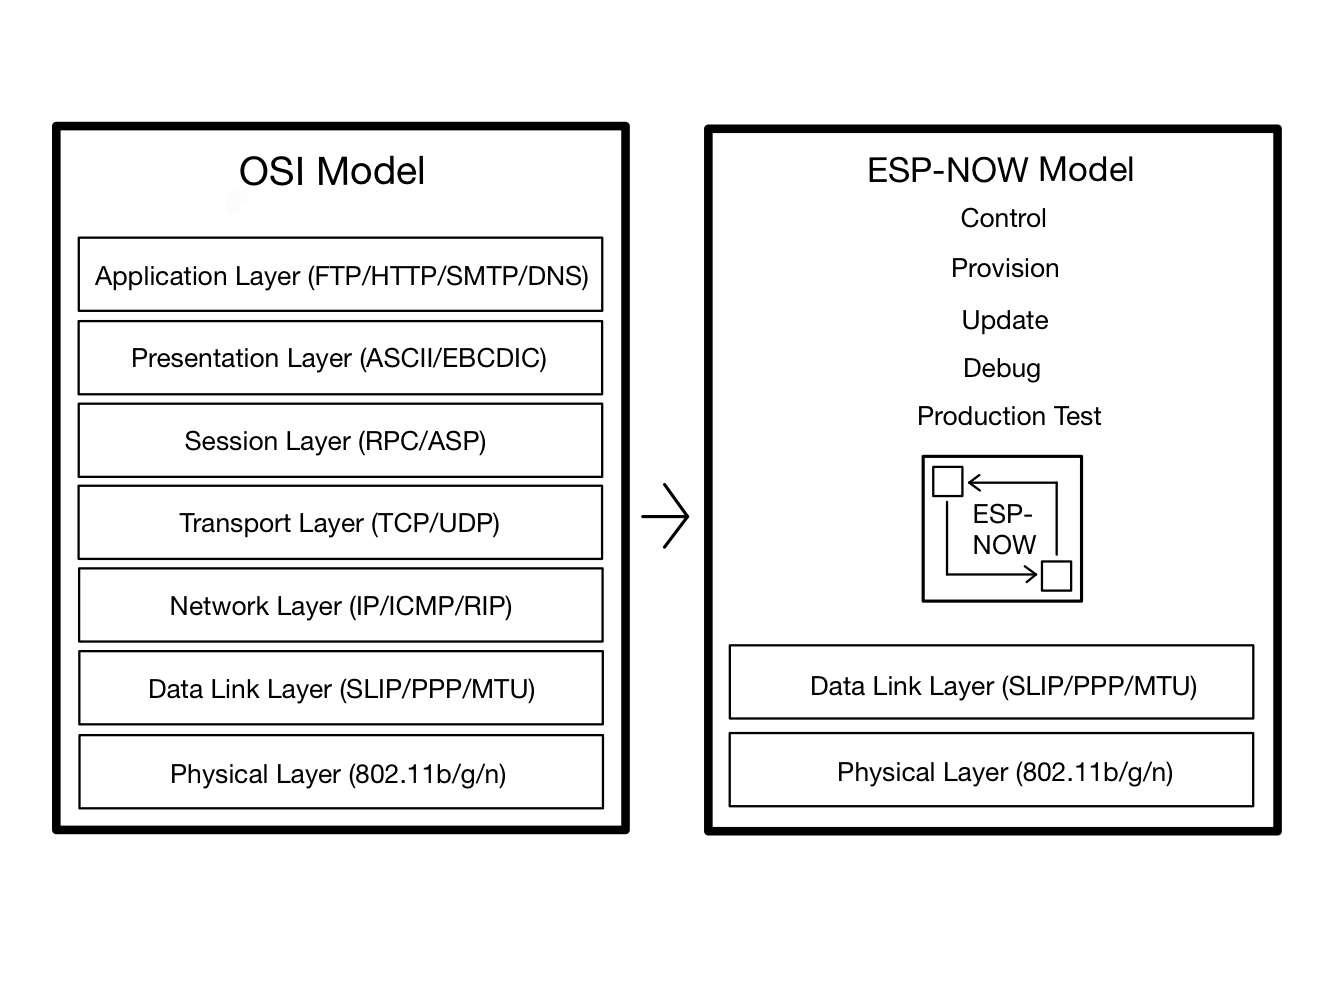 OSI Model
Application Layer (FTP/HTTP/SMTP/DNS)
Presentation Layer (ASCII/EBCDIC)
Session Layer (RPC/ASP)
Transport Layer (TCP/UDP)
Network Layer (IP/ICMP/RIP)
Data Link Layer (SLIP/PPP/MTU)
Physical Layer (802.11b/g/n)
ESP-NOW Model
Control
Provision
Update
Debug
Production Test
ESP-
NOW
Data Link Layer (SLIP/PPP/MTU)
Physical Layer (802.11b/g/n)